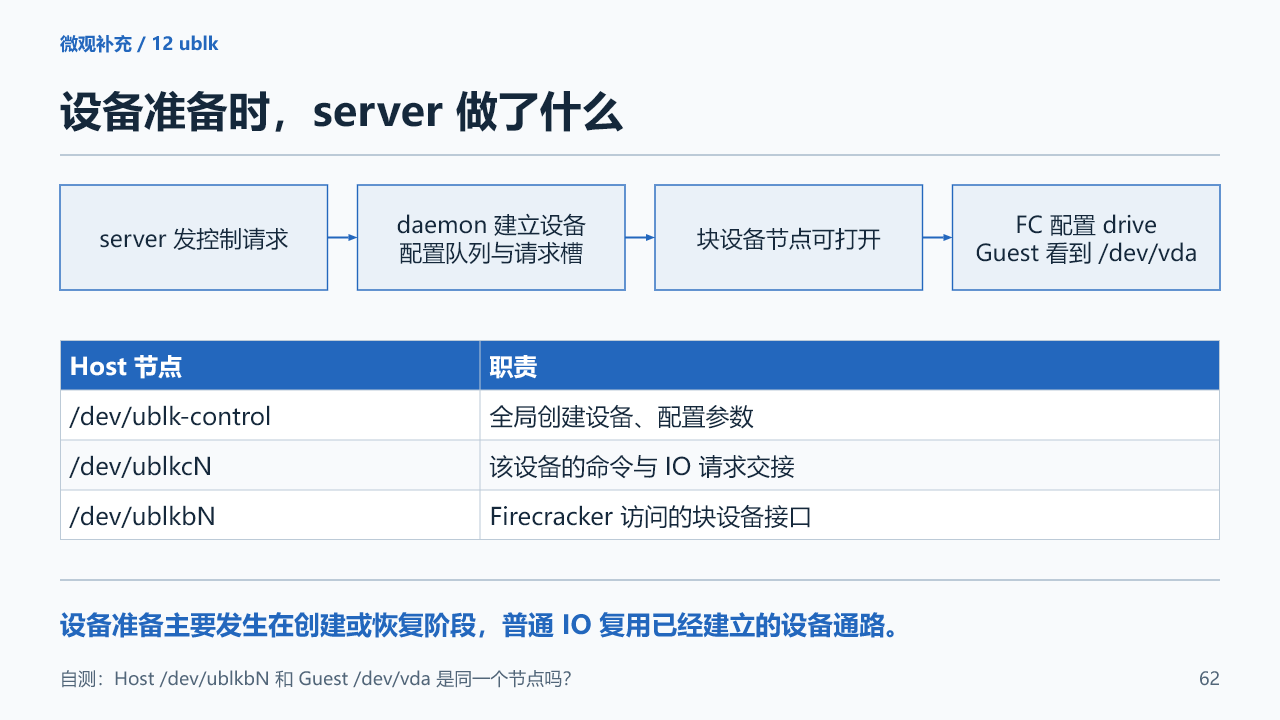 微观补充 / 12 ublk
设备准备时，server 做了什么
server 发控制请求
daemon 建立设备
配置队列与请求槽
块设备节点可打开
FC 配置 drive
Guest 看到 /dev/vda
Host 节点 职责
/dev/ublk-control 全局创建设备、配置参数
/dev/ublkcN 该设备的命令与 IO 请求交接
/dev/ublkbN Firecracker 访问的块设备接口
设备准备主要发生在创建或恢复阶段，普通 IO 复用已经建立的设备通路。
自测：Host /dev/ublkbN 和 Guest /dev/vda 是同一个节点吗？
62